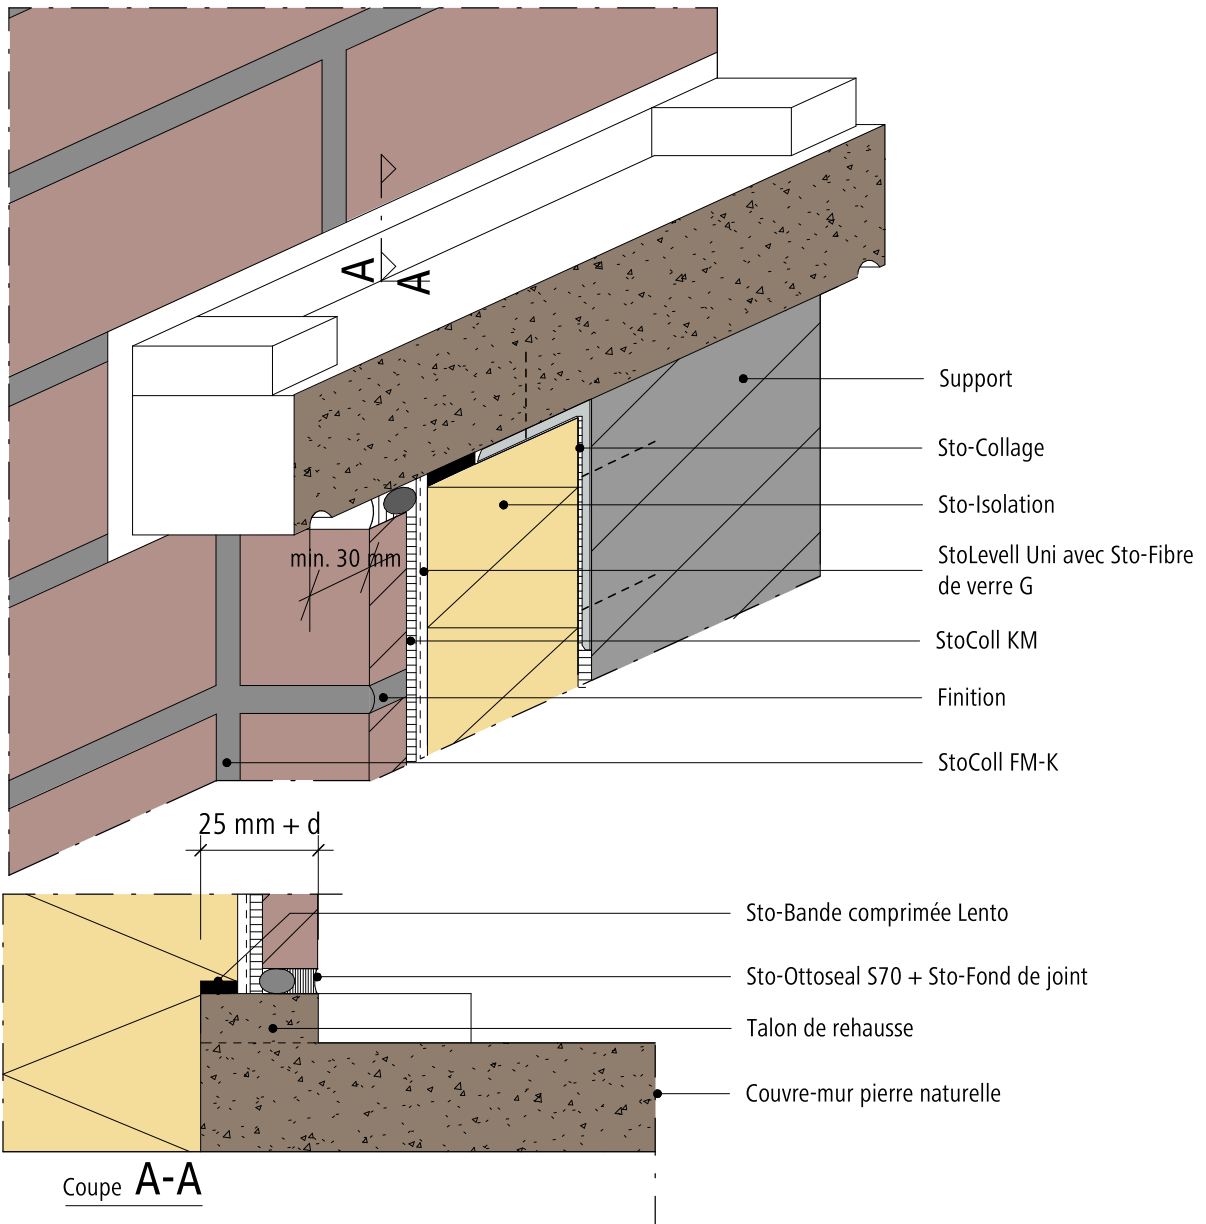 A
A
Support
Sto-Collage
Sto-Isolation
min. 30 mm
StoLevell Uni avec Sto-Fibre
de verre G
StoColl KM
Finition
StoColl FM-K
25 mm + d
Sto-Bande comprimée Lento
Sto-Ottoseal S70 + Sto-Fond de joint
Talon de rehausse
Couvre-mur pierre naturelle
Coupe A-A